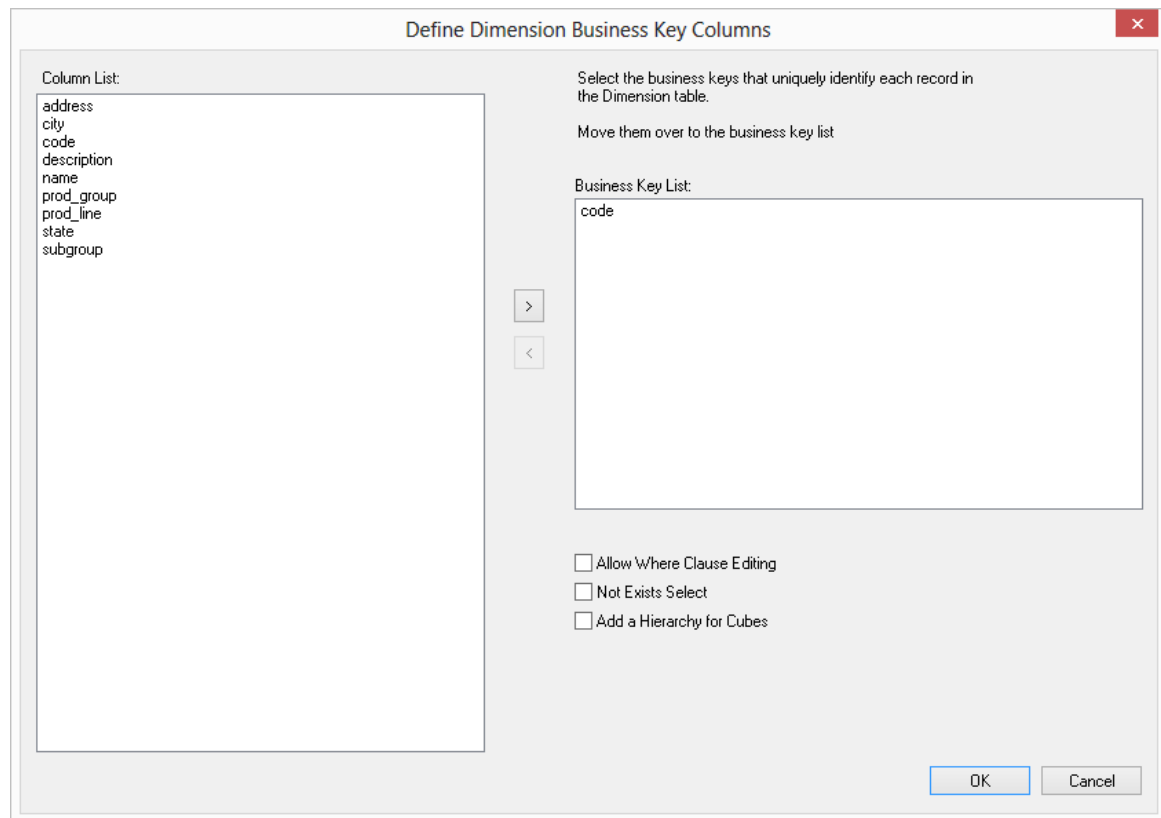 Define Dimension Business Key Columns
Column List:
address
city
code
description
name
prod_group
prod_line
state
subgroup
>
<
Select the business keys that uniquely identify each record in
the Dimension table.
Move them over to the business key list
Business Key List:
code
Allow Where Clause Editing
Not Exists Select
Add a Hierarchy for Cubes
OK
Cancel